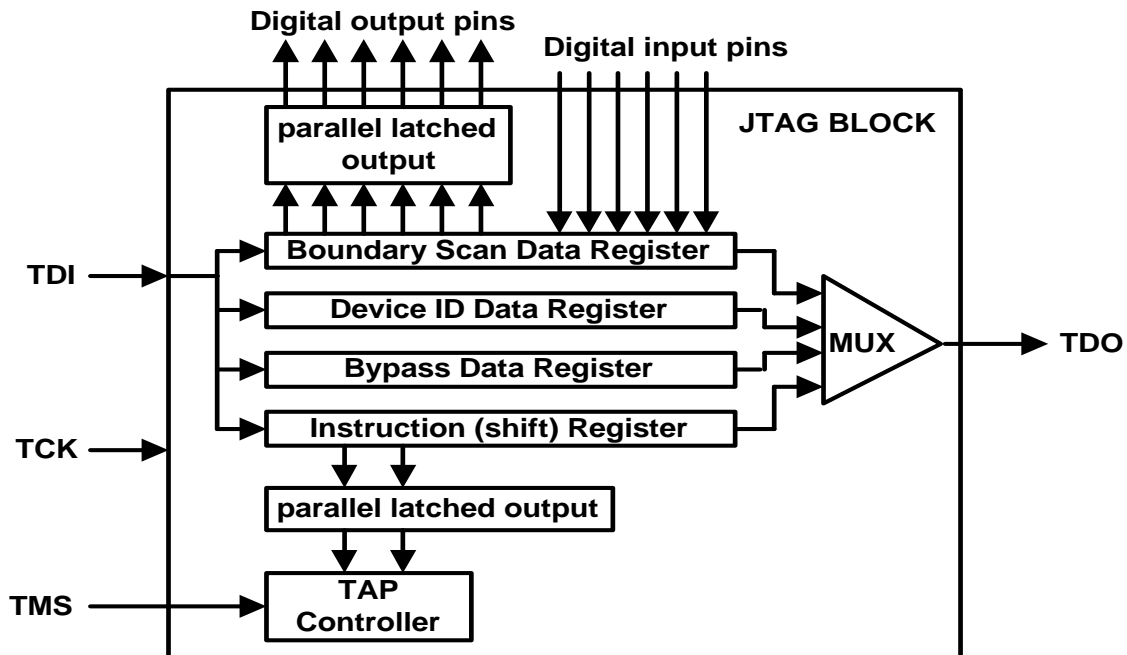 Digital output pins
Digital input pins
parallel latched
output
JTAG BLOCK
Boundary Scan Data Register
TDI
Device ID Data Register
MUX
TDO
Bypass Data Register
Instruction (shift) Register
TCK
parallel latched output
TAP
Controller
TMS